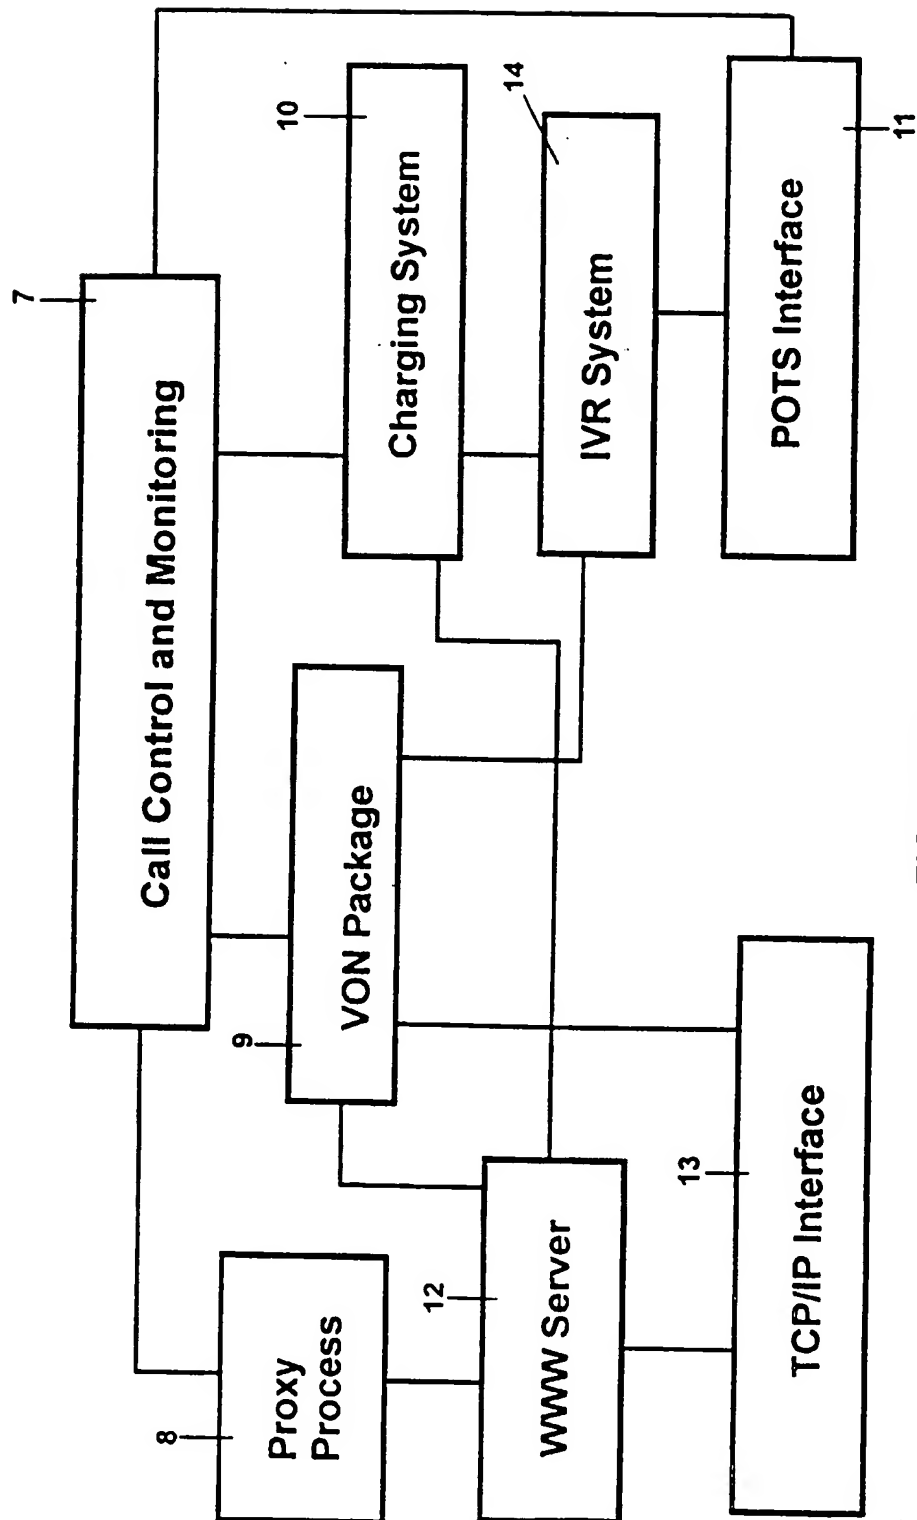 7
Call Control and Monitoring
8
Proxy
Process
9
VON Package
10
Charging System
12
WWW Server
14
IVR System
13
TCP/IP Interface
POTS Interface
11